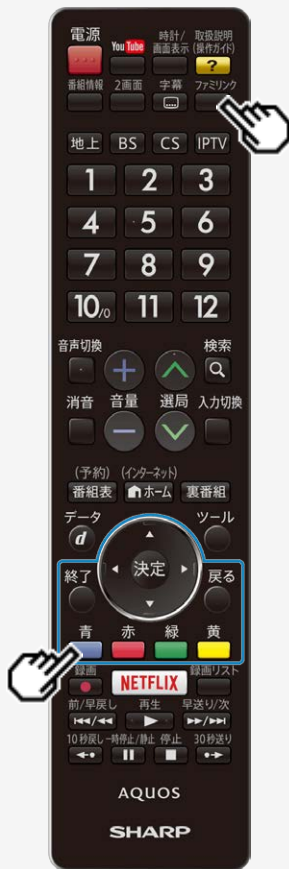 電源 You Tube 時計/画面表示 取扱説明(操作ガイド)
?
番組情報 2画面 字幕 ファミリンク
地上 BS CS IPTV
1 2 3
4 5 6
7 8 9
10/0 11 12
音声切換 検索
+
消音 音量 選局 入力切換
−
(予約) (インターネット)
番組表 ホーム 裏番組
データ ツール
d
決定
終了 戻る
青 赤 緑 黄
録画 NETFLIX 録画リスト
前/早戻し 再生 早送り/次
10秒戻し 一時停止/静止 停止 30秒送り
AQUOS
SHARP